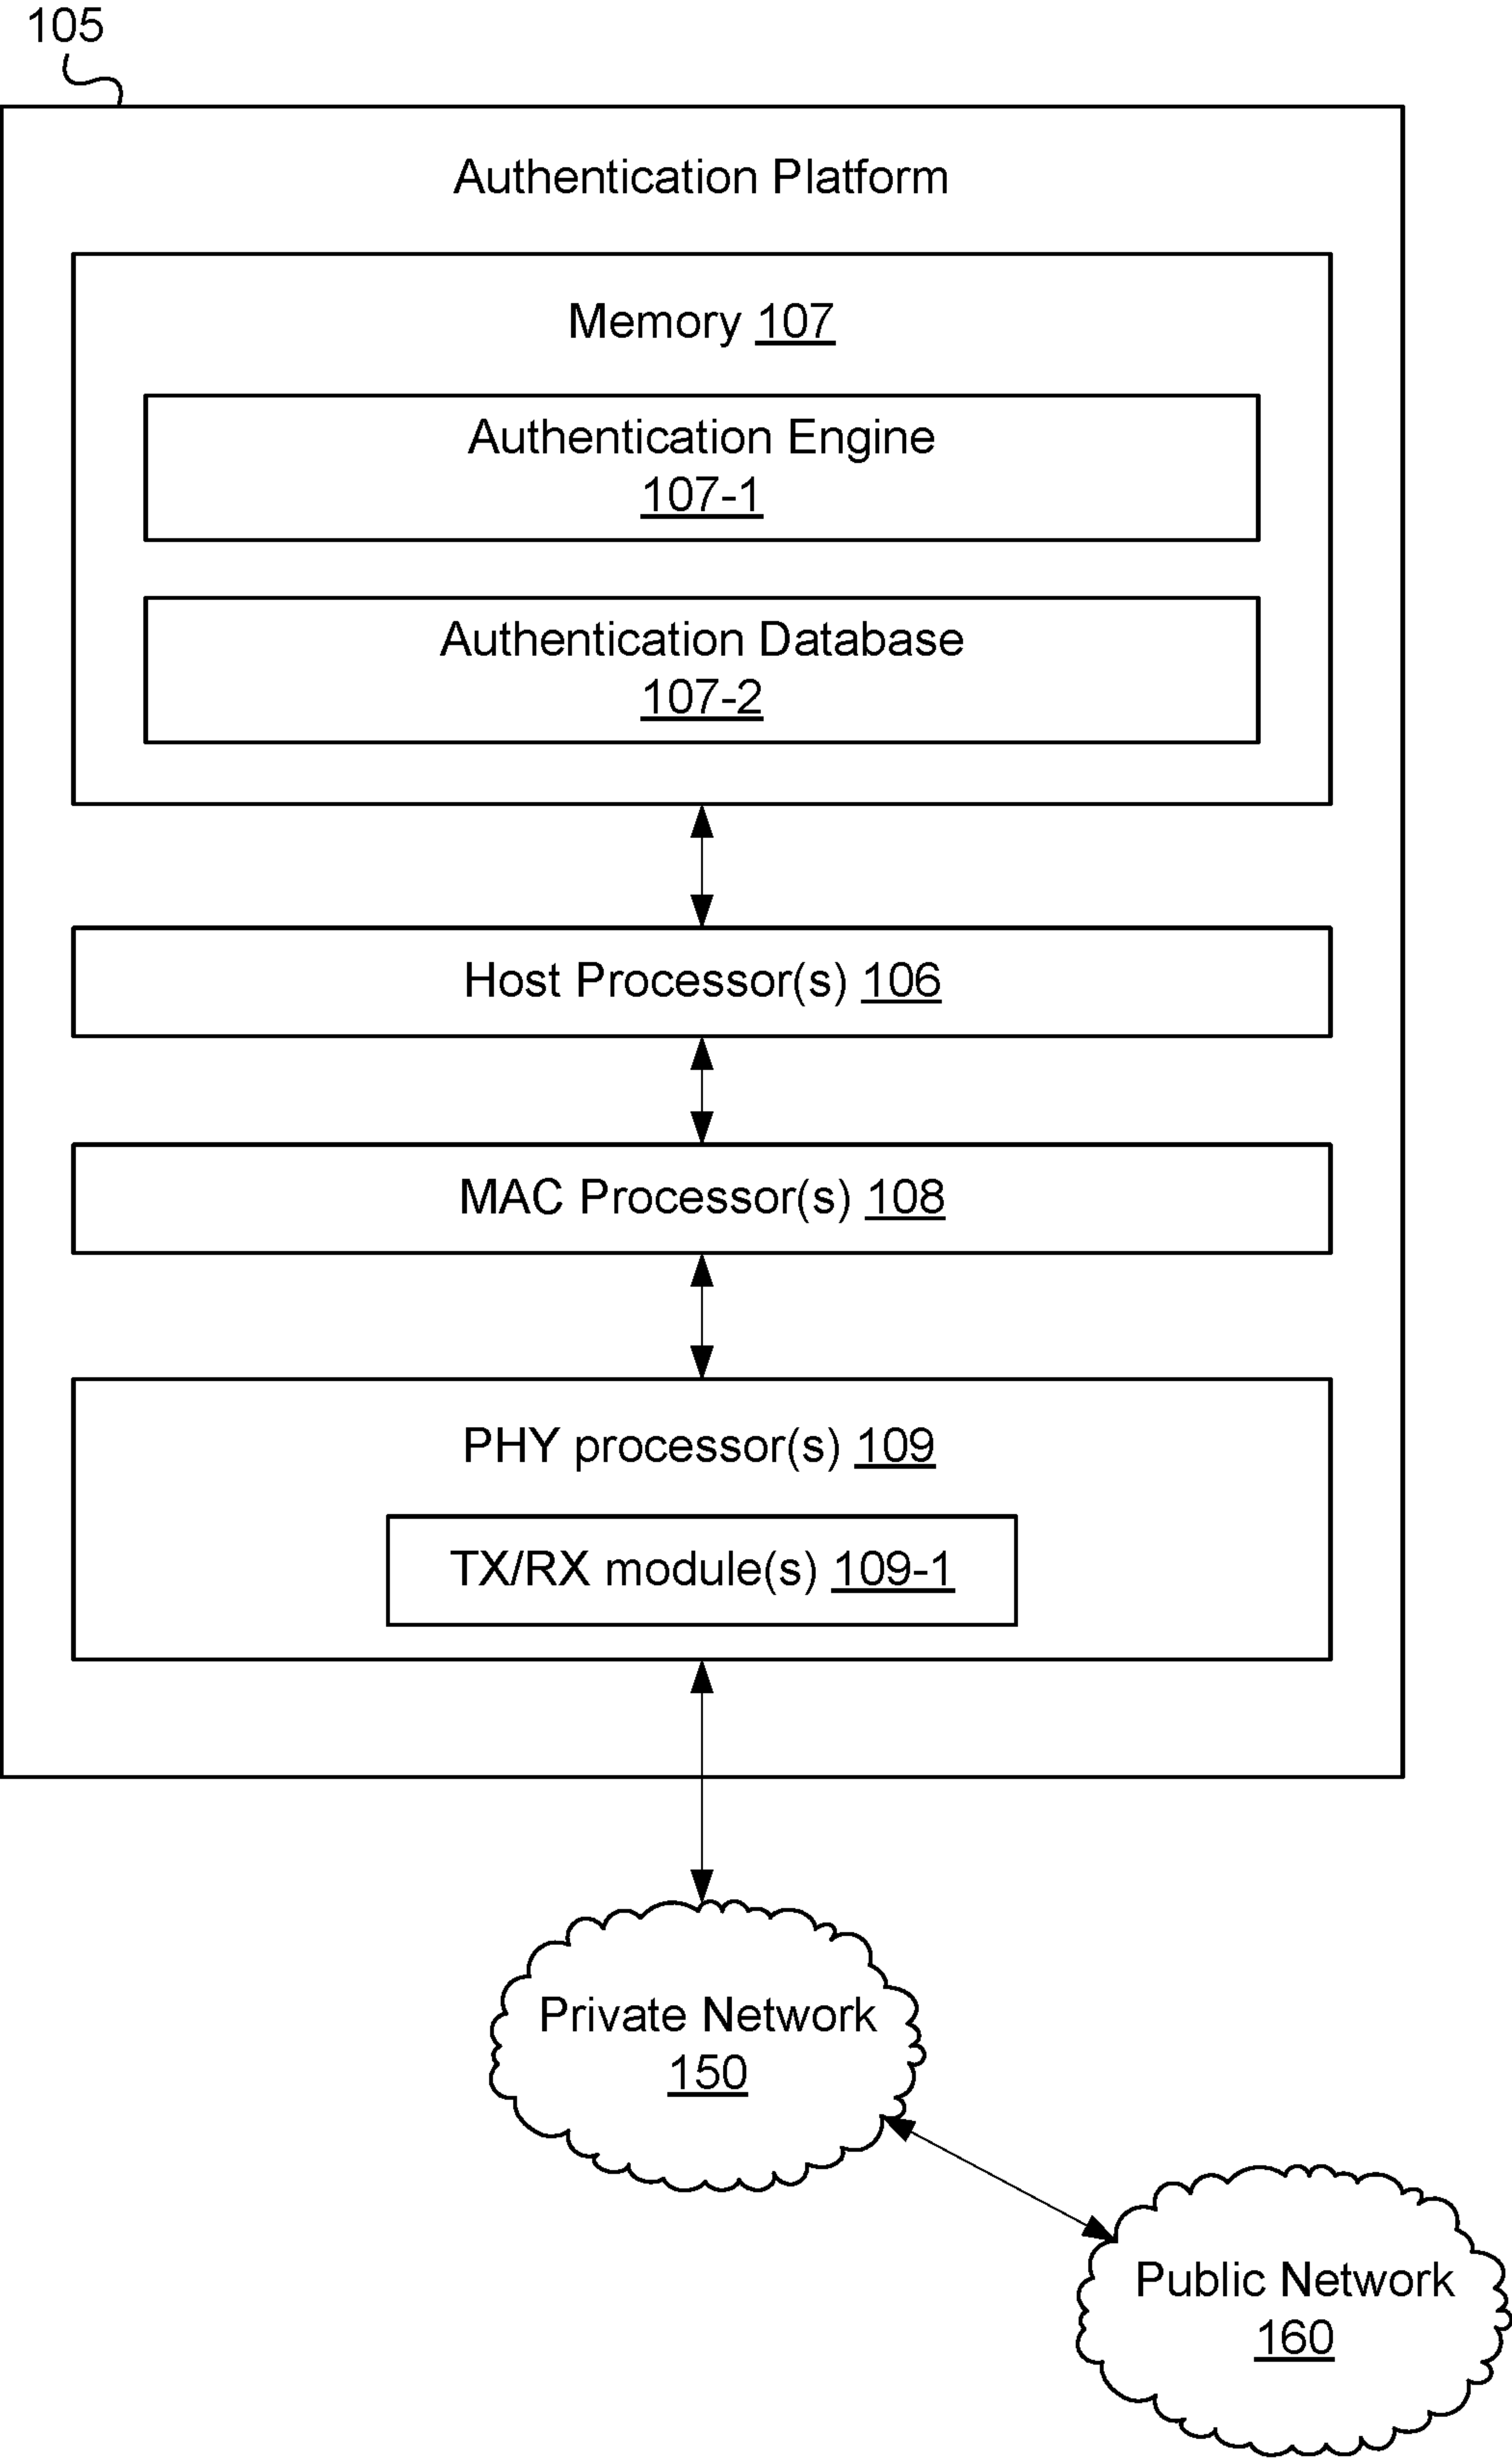 105
Authentication Platform
Memory 107
Authentication Engine
107-1
Authentication Database
107-2
Host Processor(s) 106
MAC Processor(s) 108
PHY processor(s) 109
TX/RX module(s) 109-1
Private Network
150
Public Network
160